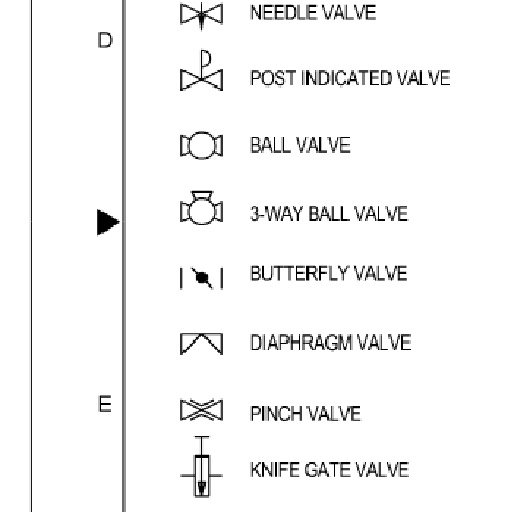 NEEDLE VALVE
D
POST INDICATED VALVE
BALL VALVE
3-WAY BALL VALVE
BUTTERFLY VALVE
DIAPHRAGM VALVE
E
PINCH VALVE
KNIFE GATE VALVE